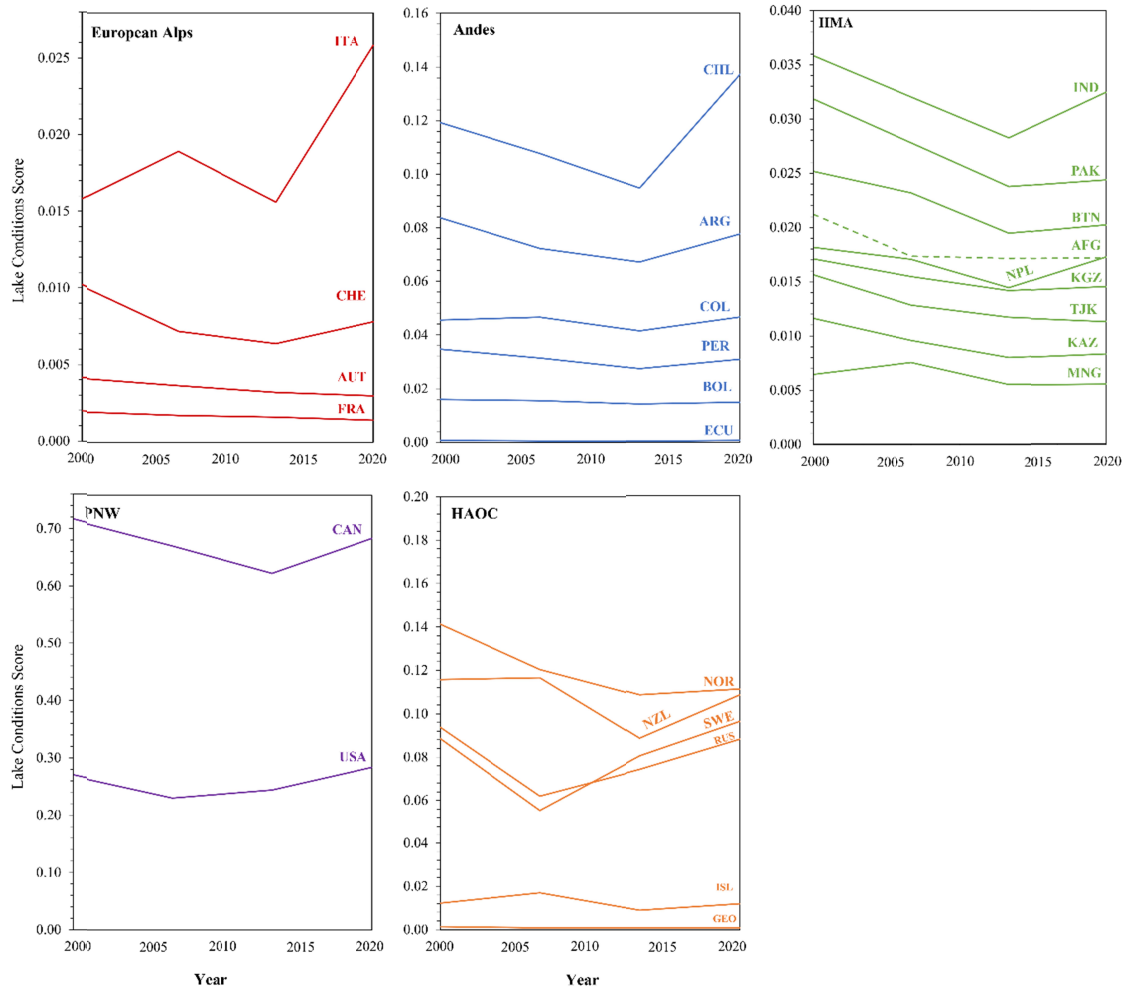 European Alps
Lake Conditions Score
0.025
0.020
0.015
0.010
0.005
0.000
ITA
CHE
AUT
FRA
2000 2005 2010 2015 2020
Andes
0.16
0.14
0.12
0.10
0.08
0.06
0.04
0.02
0.00
CHL
ARG
COL
PER
BOL
ECU
2000 2005 2010 2015 2020
HMA
0.040
0.035
0.030
0.025
0.020
0.015
0.010
0.005
0.000
IND
PAK
BTN
AFG
NPL
KGZ
TJK
KAZ
MNG
2000 2005 2010 2015 2020
PNW
Lake Conditions Score
0.70
0.60
0.50
0.40
0.30
0.20
0.10
0.00
CAN
USA
2000 2005 2010 2015 2020
Year
HAOC
0.20
0.18
0.16
0.14
0.12
0.10
0.08
0.06
0.04
0.02
0.00
NOR
NZL
SWE
RUS
ISL
GEO
2000 2005 2010 2015 2020
Year